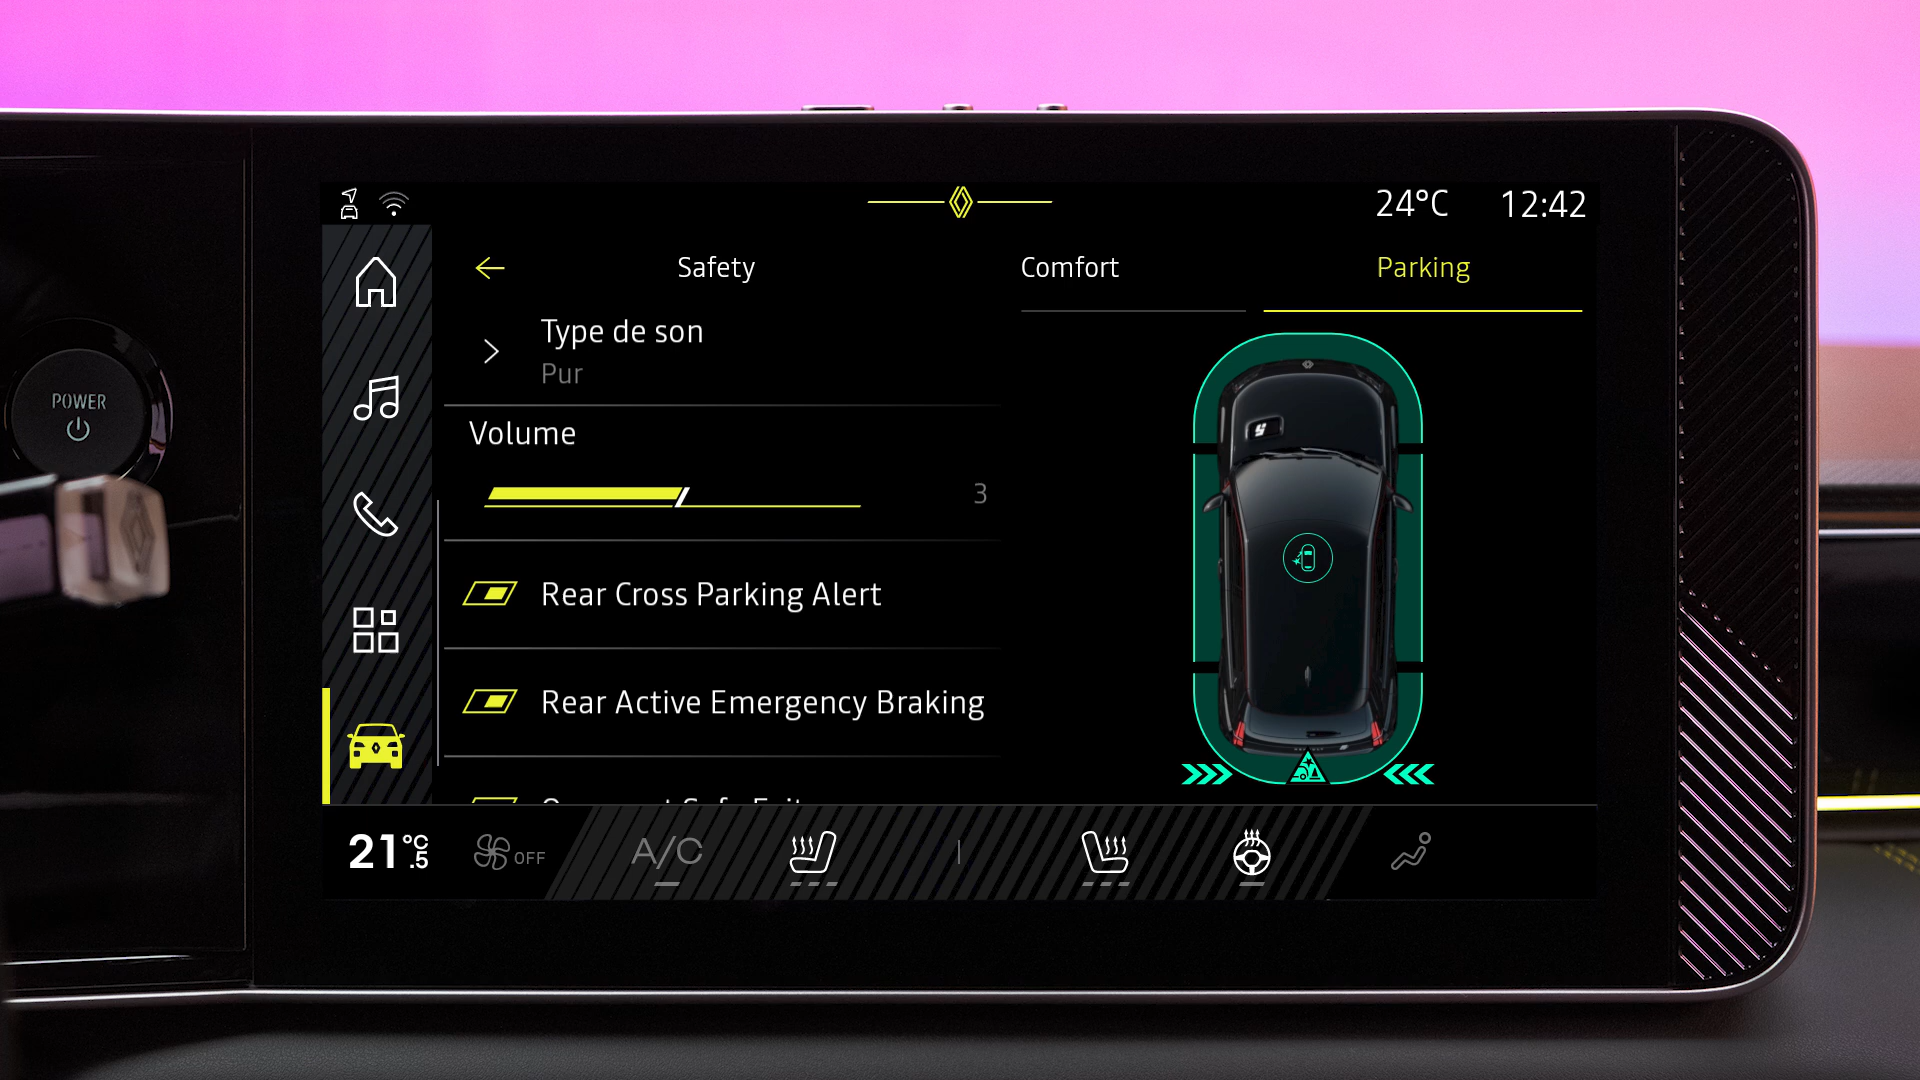 POWER
24°C 12:42
Safety Comfort Parking
Type de son
Pur
Volume
3
Rear Cross Parking Alert
Rear Active Emergency Braking
21°C .5
OFF
A/C